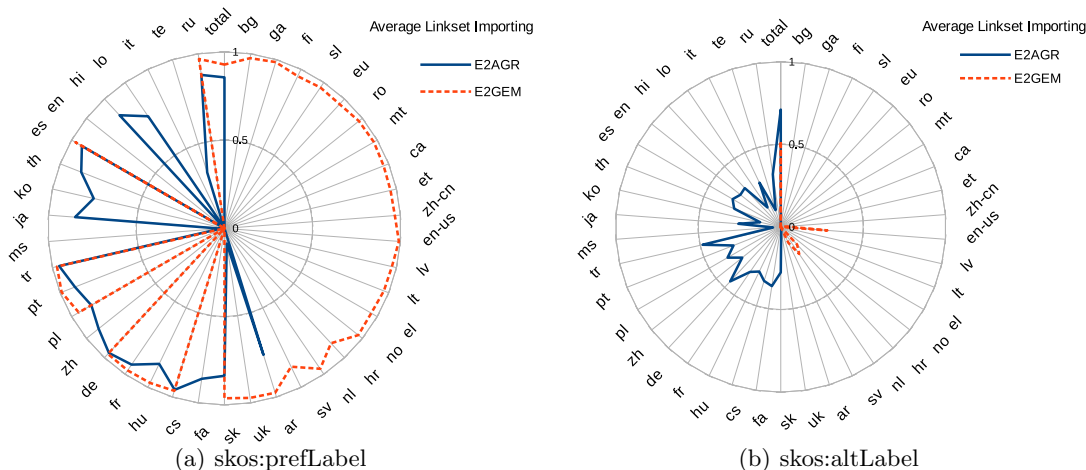 Average Linkset Importing
E2AGR
E2GEM
total
bg
ga
fi
sl
eu
ro
mt
ca
et
zh-cn
en-us
lv
lt
el
no
hr
nl
sv
ar
uk
sk
fa
cs
hu
fr
de
zh
pl
pt
tr
ms
ja
ko
th
es
en
hi
lo
it
te
ru
1
0.5
0
(a) skos:prefLabel
Average Linkset Importing
E2AGR
E2GEM
total
bg
ga
fi
sl
eu
ro
mt
ca
et
zh-cn
en-us
lv
lt
el
no
hr
nl
sv
ar
uk
sk
fa
cs
hu
fr
de
zh
pl
pt
tr
ms
ja
ko
th
es
en
hi
lo
it
te
ru
1
0.5
0
(b) skos:altLabel